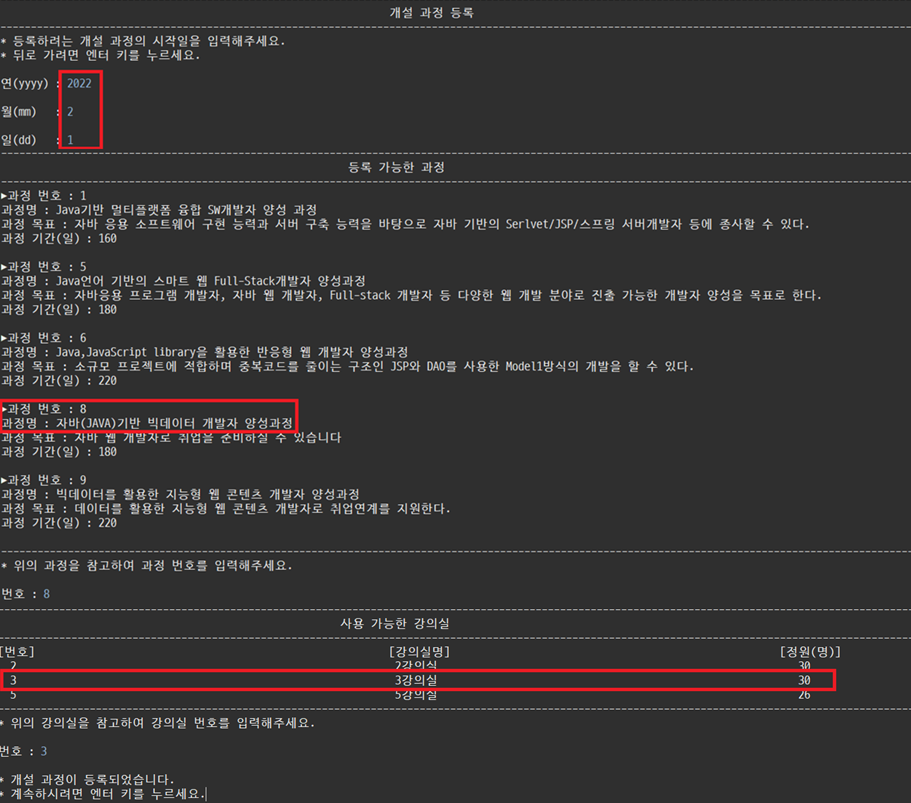 개설 과정 등록
* 등록하려는 개설 과정의 시작일을 입력해주세요.
* 뒤로 가려면 엔터 키를 누르세요.
연(yyyy) : 2022
월(mm) : 2
일(dd) : 1
등록 가능한 과정
▶과정 번호 : 1
과정명 : Java기반 멀티플랫폼 융합 SW개발자 양성 과정
과정 목표 : 자바 응용 소프트웨어 구현 능력과 서버 구축 능력을 바탕으로 자바 기반의 Serlvet/JSP/스프링 서버개발자 등에 종사할 수 있다.
과정 기간(일) : 160
▶과정 번호 : 5
과정명 : Java언어 기반의 스마트 웹 Full-Stack개발자 양성과정
과정 목표 : 자바응용 프로그램 개발자, 자바 웹 개발자, Full-stack 개발자 등 다양한 웹 개발 분야로 진출 가능한 개발자 양성을 목표로 한다.
과정 기간(일) : 180
▶과정 번호 : 6
과정명 : Java,JavaScript library을 활용한 반응형 웹 개발자 양성과정
과정 목표 : 소규모 프로젝트에 적합하며 중복코드를 줄이는 구조인 JSP와 DAO를 사용한 Model1방식의 개발을 할 수 있다.
과정 기간(일) : 220
▶과정 번호 : 8
과정명 : 자바(JAVA)기반 빅데이터 개발자 양성과정
과정 목표 : 자바 웹 개발자로 취업을 준비하실 수 있습니다
과정 기간(일) : 180
▶과정 번호 : 9
과정명 : 빅데이터를 활용한 지능형 웹 콘텐츠 개발자 양성과정
과정 목표 : 데이터를 활용한 지능형 웹 콘텐츠 개발자로 취업연계를 지원한다.
과정 기간(일) : 220
* 위의 과정을 참고하여 과정 번호를 입력해주세요.
번호 : 8
사용 가능한 강의실
[번호] [강의실명] [정원(명)]
2 2강의실 30
3 3강의실 30
5 5강의실 26
* 위의 강의실을 참고하여 강의실 번호를 입력해주세요.
번호 : 3
* 개설 과정이 등록되었습니다.
* 계속하시려면 엔터 키를 누르세요.